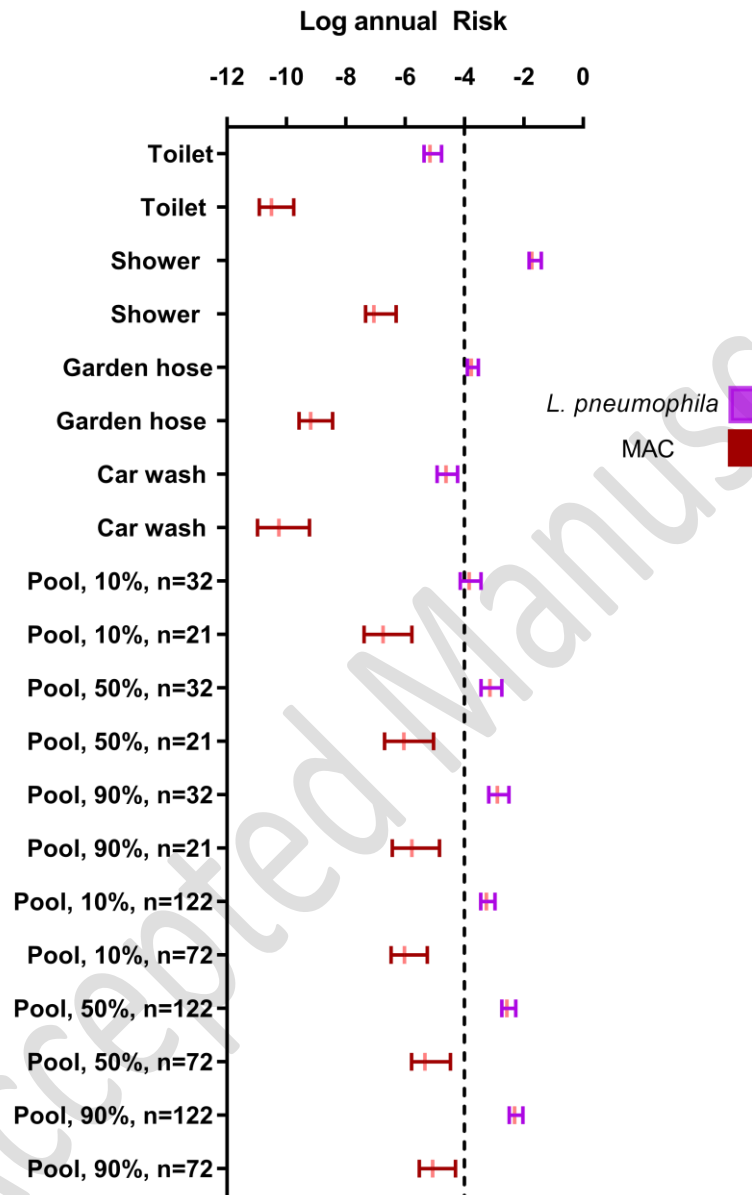 Log annual Risk
-12 -10 -8 -6 -4 -2 0
Toilet
Toilet
Shower
Shower
Garden hose
Garden hose
Car wash
Car wash
Pool, 10%, n=32
Pool, 10%, n=21
Pool, 50%, n=32
Pool, 50%, n=21
Pool, 90%, n=32
Pool, 90%, n=21
Pool, 10%, n=122
Pool, 10%, n=72
Pool, 50%, n=122
Pool, 50%, n=72
Pool, 90%, n=122
Pool, 90%, n=72
L. pneumophila
MAC
Accepted Manus